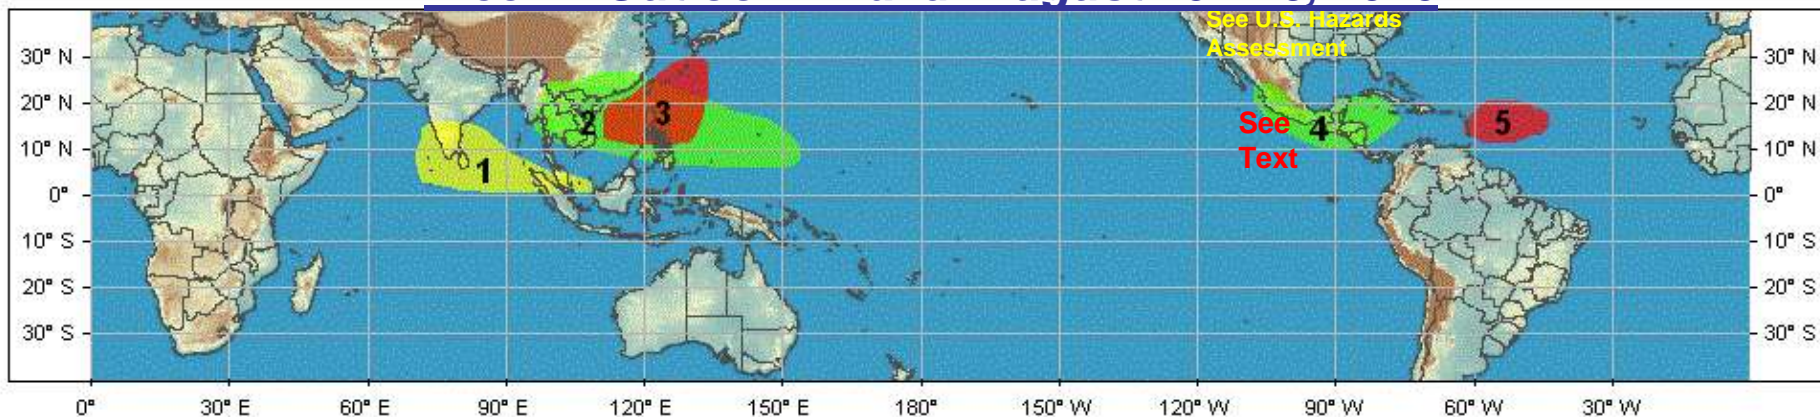 See U.S. Hazards
Assessment
30° N 30° N
20° N 20° N
10° N 10° N
0° 0°
10° S 10° S
20° S 20° S
30° S 30° S
1
2
3
See
Text
4
5
0° 30° E 60° E 90° E 120° E 150° E 180° 150° W 120° W 90° W 60° W 30° W